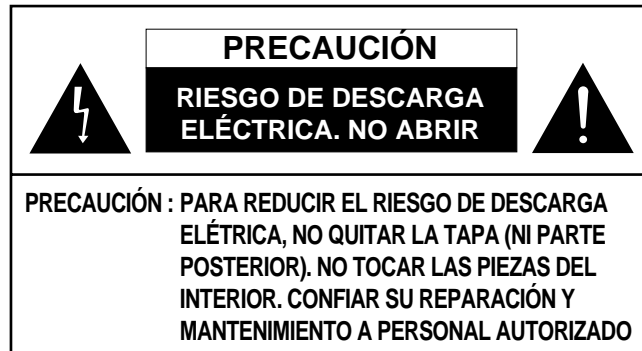 PRECAUCIÓN
RIESGO DE DESCARGA
ELÉCTRICA. NO ABRIR
PRECAUCIÓN : PARA REDUCIR EL RIESGO DE DESCARGA
ELÉTRICA, NO QUITAR LA TAPA (NI PARTE
POSTERIOR). NO TOCAR LAS PIEZAS DEL
INTERIOR. CONFIAR SU REPARACIÓN Y
MANTENIMIENTO A PERSONAL AUTORIZADO